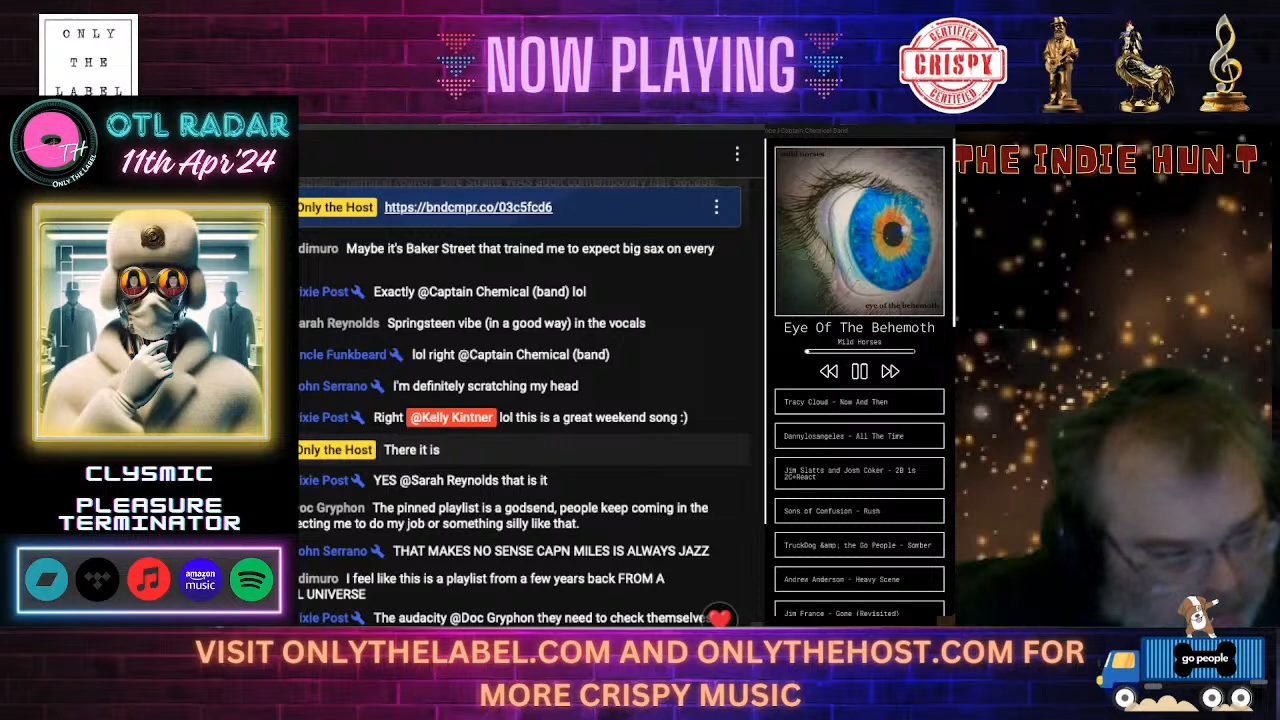 ONLY
THE
LABEL
NOW PLAYING
CERTIFIED
CRISPY
CERTIFIED
OTL RADAR
11th Apr'24
OTH
ONLY THE LABEL
CLYSMIC
PLEASURE
TERMINATOR
amazon
music
Only the Host https://bndcmpr.co/03c5fcd6
dimuro Maybe it's Baker Street that trained me to expect big sax on every
ixie Post Exactly @Captain Chemical (band) lol
arah Reynolds Springsteen vibe (in a good way) in the vocals
ncle Funkbeard lol right @Captain Chemical (band)
ohn Serrano I'm definitely scratching my head
ixie Post Right @Kelly Kintner lol this is a great weekend song :)
Only the Host There it is
ixie Post YES @Sarah Reynolds that is it
oc Gryphon The pinned playlist is a godsend, people keep coming in the
ecting me to do my job or something silly like that.
ohn Serrano THAT MAKES NO SENSE CAPN MILES IS ALWAYS JAZZ
dimuro I feel like this is a playlist from a few years back FROM A
L UNIVERSE
ixie Post The audacity @Doc Gryphon they need to check themselve
Captain Chemical Band
mild horses
eye of the behemoth
Eye Of The Behemoth
Mild Horses
Tracy Cloud - Now And Then
Dannylosangeles - All The Time
Jim Slatts and Josh Coker - 2B is
2C+React
Sons of Confusion - Rush
TruckDog &amp; the Go People - Somber
Andrew Anderson - Heavy Scene
Jim France - Gone (Revisited)
THE INDIE HUNT
go people
VISIT ONLYTHELABEL.COM AND ONLYTHEHOST.COM FOR
MORE CRISPY MUSIC